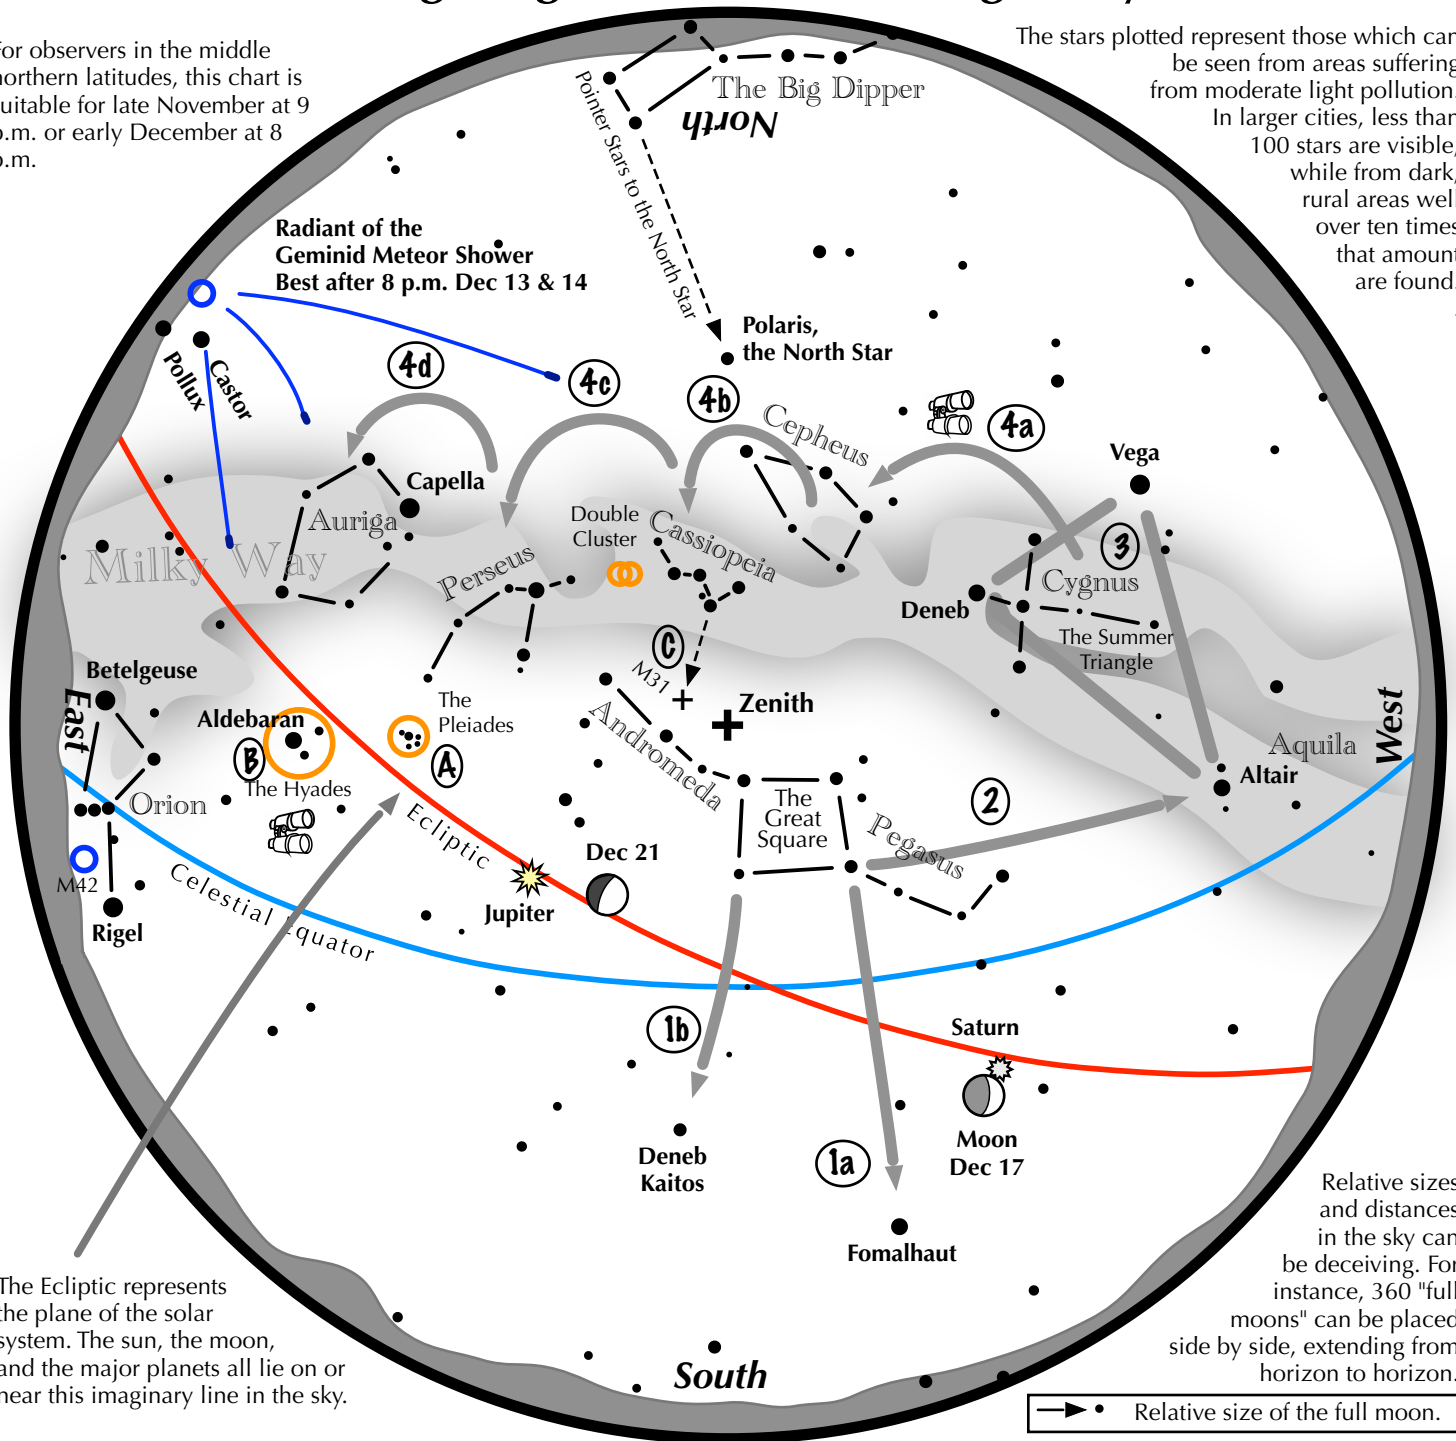 For observers in the middle
northern latitudes, this chart is
suitable for late November at 9
p.m. or early December at 8
p.m.
The stars plotted represent those which can
be seen from areas suffering
from moderate light pollution.
In larger cities, less than
100 stars are visible,
while from dark,
rural areas well
over ten times
that amount
are found.
The Big Dipper
North
Pointer Stars to the North Star
Radiant of the
Geminid Meteor Shower
Best after 8 p.m. Dec 13 & 14
Polaris,
the North Star
Pollux
Castor
4d
4c
4b
4a
Cepheus
Vega
Capella
Auriga
Double
Cluster
Cassiopeia
3
Milky Way
Perseus
Cygnus
Deneb
The Summer
Triangle
C
M31
Betelgeuse
East
Aldebaran
The
Pleiades
Zenith
West
B
A
The Hyades
Andromeda
Aquila
Altair
Orion
The
Great
Square
2
Pegasus
Ecliptic
Dec 21
M42
Celestial Equator
Jupiter
Rigel
1b
Saturn
Deneb
Kaitos
1a
Moon
Dec 17
Fomalhaut
The Ecliptic represents
the plane of the solar
system. The sun, the moon,
and the major planets all lie on or
near this imaginary line in the sky.
South
Relative sizes
and distances
in the sky can
be deceiving. For
instance, 360 "full
moons" can be placed
side by side, extending from
horizon to horizon.
Relative size of the full moon.